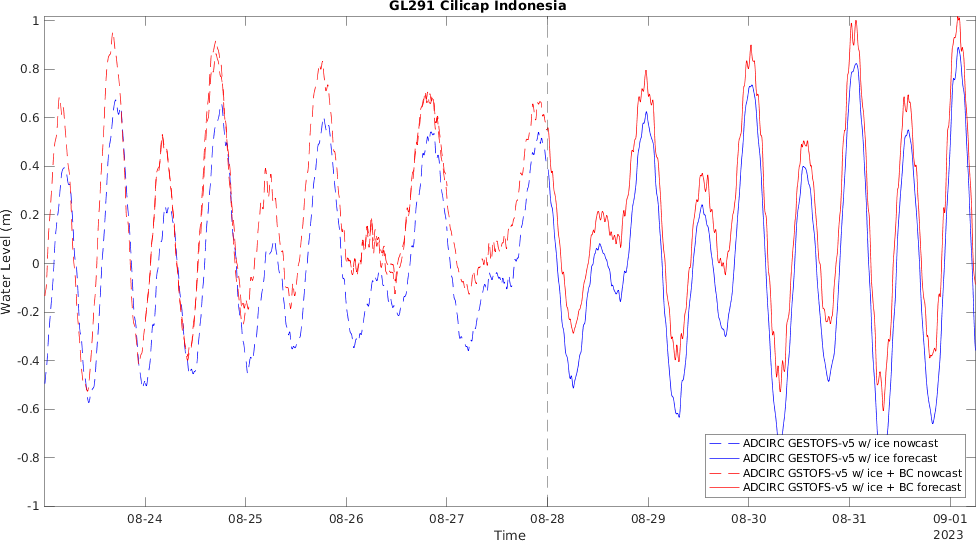 GL291 Cilicap Indonesia
1
0.8
0.6
0.4
0.2
0
-0.2
-0.4
-0.6
-0.8
-1
Water Level (m)
ADCIRC GESTOFS-v5 w/ ice nowcast
ADCIRC GESTOFS-v5 w/ ice forecast
ADCIRC GSTOFS-v5 w/ ice + BC nowcast
ADCIRC GSTOFS-v5 w/ ice + BC forecast
08-24 08-25 08-26 08-27 08-28 08-29 08-30 08-31 09-01
2023
Time